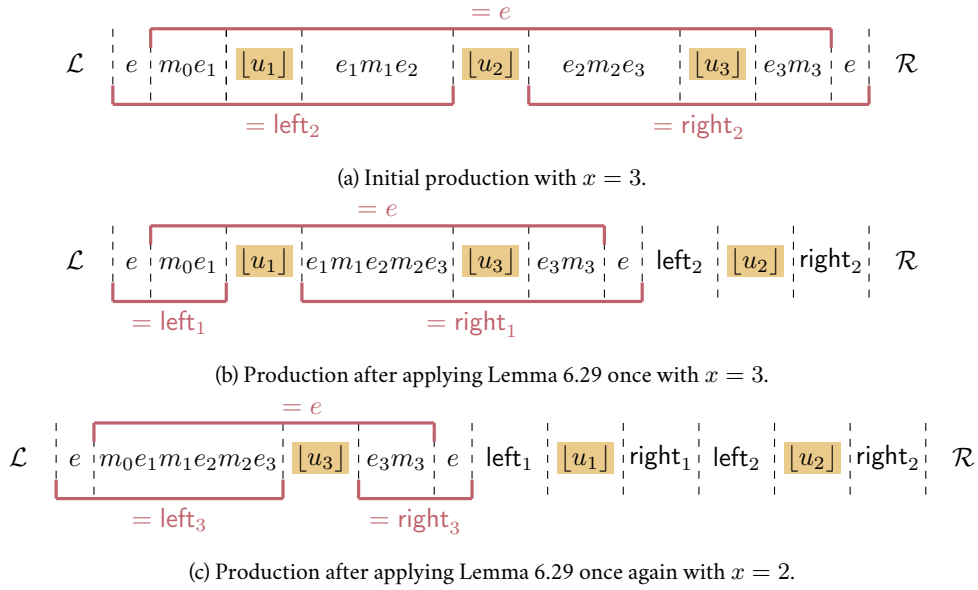 = e
ℒ e m₀e₁ ⌊u₁⌋ e₁m₁e₂ ⌊u₂⌋ e₂m₂e₃ ⌊u₃⌋ e₃m₃ e ℛ
= left₂ = right₂
(a) Initial production with x = 3.
= e
ℒ e m₀e₁ ⌊u₁⌋ e₁m₁e₂m₂e₃ ⌊u₃⌋ e₃m₃ e left₂ ⌊u₂⌋ right₂ ℛ
= left₁ = right₁
(b) Production after applying Lemma 6.29 once with x = 3.
= e
ℒ e m₀e₁m₁e₂m₂e₃ ⌊u₃⌋ e₃m₃ e left₁ ⌊u₁⌋ right₁ left₂ ⌊u₂⌋ right₂ ℛ
= left₃ = right₃
(c) Production after applying Lemma 6.29 once again with x = 2.